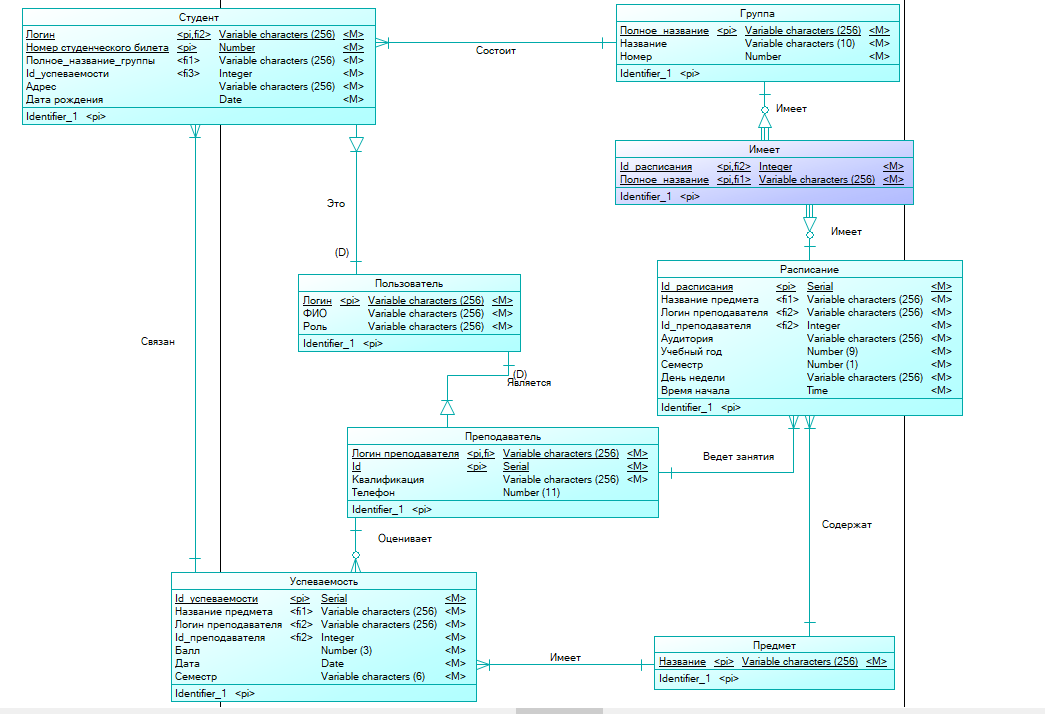 Студент
Логин <pi,fi2> Variable characters (256) <M>
Номер студенческого билета <pi> Number <M>
Полное_название_группы <fi1> Variable characters (256) <M>
Id_успеваемости <fi3> Integer <M>
Адрес Variable characters (256) <M>
Дата рождения Date <M>
Identifier_1 <pi>
Состоит
Группа
Полное_название <pi> Variable characters (256) <M>
Название Variable characters (10) <M>
Номер Number <M>
Identifier_1 <pi>
Имеет
Имеет
Id_расписания <pi,fi2> Integer <M>
Полное_название <pi,fi1> Variable characters (256) <M>
Identifier_1 <pi>
Имеет
Это
(D)
Пользователь
Логин <pi> Variable characters (256) <M>
ФИО Variable characters (256) <M>
Роль Variable characters (256) <M>
Identifier_1 <pi>
Расписание
Id_расписания <pi> Serial <M>
Название предмета <fi1> Variable characters (256) <M>
Логин преподавателя <fi2> Variable characters (256) <M>
Id_преподавателя <fi2> Integer <M>
Аудитория Variable characters (256) <M>
Учебный год Number (9) <M>
Семестр Number (1) <M>
День недели Variable characters (256) <M>
Время начала Time <M>
Identifier_1 <pi>
Связан
(D)
Является
Преподаватель
Логин преподавателя <pi,fi> Variable characters (256) <M>
Id <pi> Serial <M>
Квалификация Variable characters (256) <M>
Телефон Number (11)
Identifier_1 <pi>
Ведет занятия
Содержат
Оценивает
Успеваемость
Id_успеваемости <pi> Serial <M>
Название предмета <fi1> Variable characters (256) <M>
Логин преподавателя <fi2> Variable characters (256) <M>
Id_преподавателя <fi2> Integer <M>
Балл Number (3) <M>
Дата Date <M>
Семестр Variable characters (6) <M>
Identifier_1 <pi>
Имеет
Предмет
Название <pi> Variable characters (256) <M>
Identifier_1 <pi>